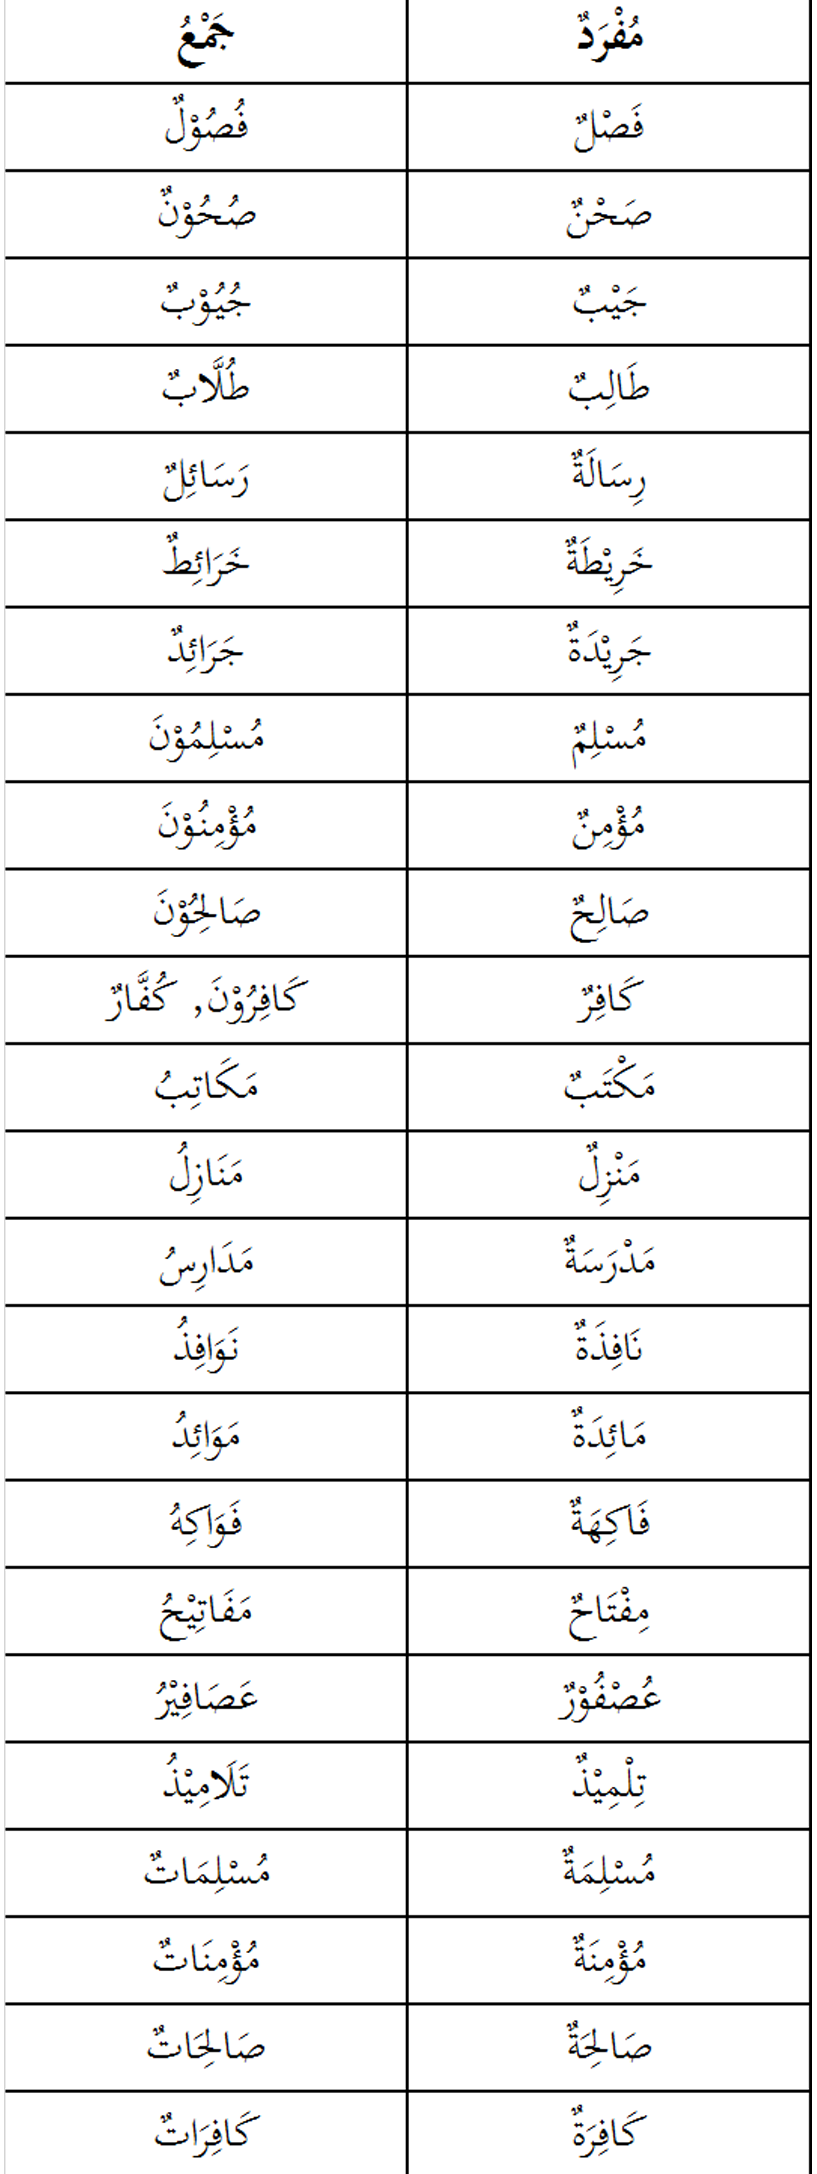 مُفْرَدٌ جَمْعُ
فَصْلٌ فُصُوْلٌ
صَحْنٌ صُحُوْنٌ
جَيْبٌ جُيُوْبٌ
طَالِبٌ طُلَّابٌ
رِسَالَةٌ رَسَائِلٌ
خَرِيْطَةٌ خَرَائِطٌ
جَرِيْدَةٌ جَرَائِدٌ
مُسْلِمٌ مُسْلِمُوْنَ
مُؤْمِنٌ مُؤْمِنُوْنَ
صَالِحٌ صَالِحُوْنَ
كَافِرٌ كَافِرُوْنَ, كُفَّارٌ
مَكْتَبٌ مَكَاتِبُ
مَنْزِلٌ مَنَازِلُ
مَدْرَسَةٌ مَدَارِسُ
نَافِذَةٌ نَوَافِذُ
مَائِدَةٌ مَوَائِدُ
فَاكِهَةٌ فَوَاكِهُ
مِفْتَاحٌ مَفَاتِيْحُ
عُصْفُوْرٌ عَصَافِيْرُ
تِلْمِيْذٌ تَلَامِيْذُ
مُسْلِمَةٌ مُسْلِمَاتٌ
مُؤْمِنَةٌ مُؤْمِنَاتٌ
صَالِحَةٌ صَالِحَاتٌ
كَافِرَةٌ كَافِرَاتٌ